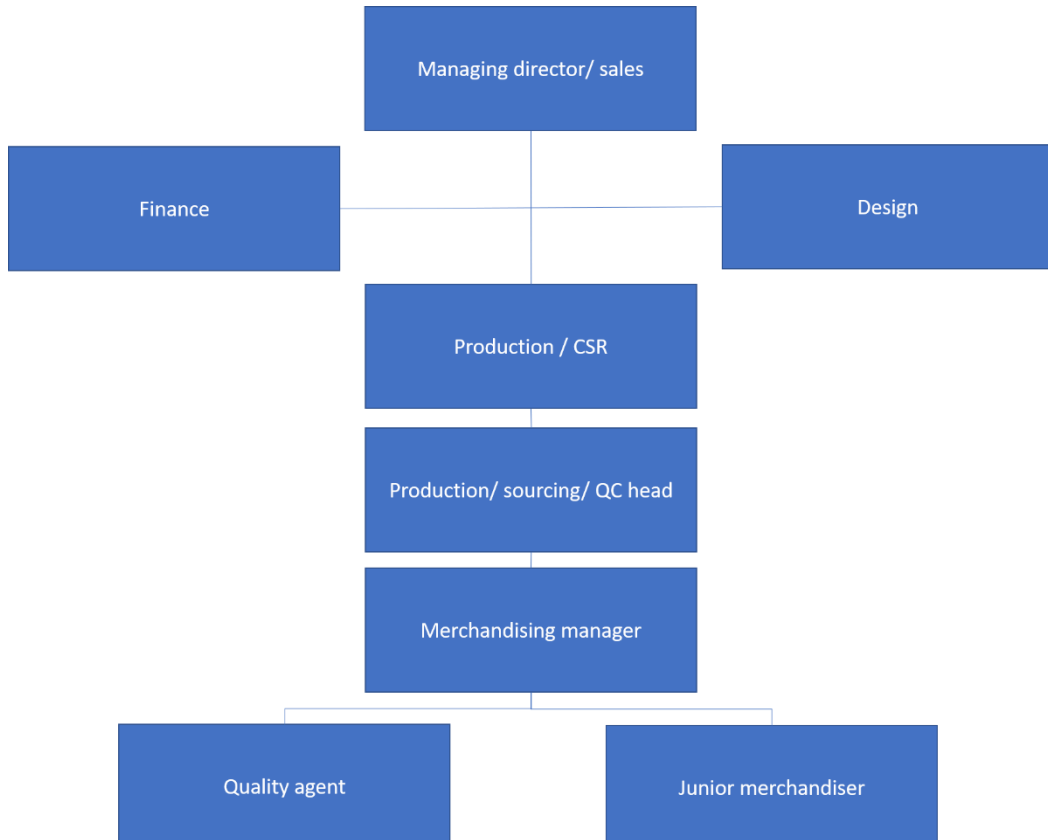 Managing director/ sales
Finance
Design
Production / CSR
Production/ sourcing/ QC head
Merchandising manager
Quality agent
Junior merchandiser